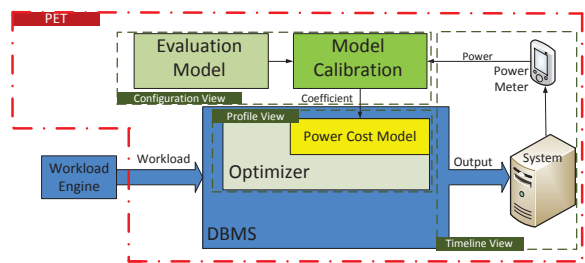 PET
Evaluation
Model
Model
Calibration
Power
Power
Meter
Configuration View
Coefficient
Profile View
Power Cost Model
Workload
Engine
Workload
Optimizer
Output
System
DBMS
Timeline View